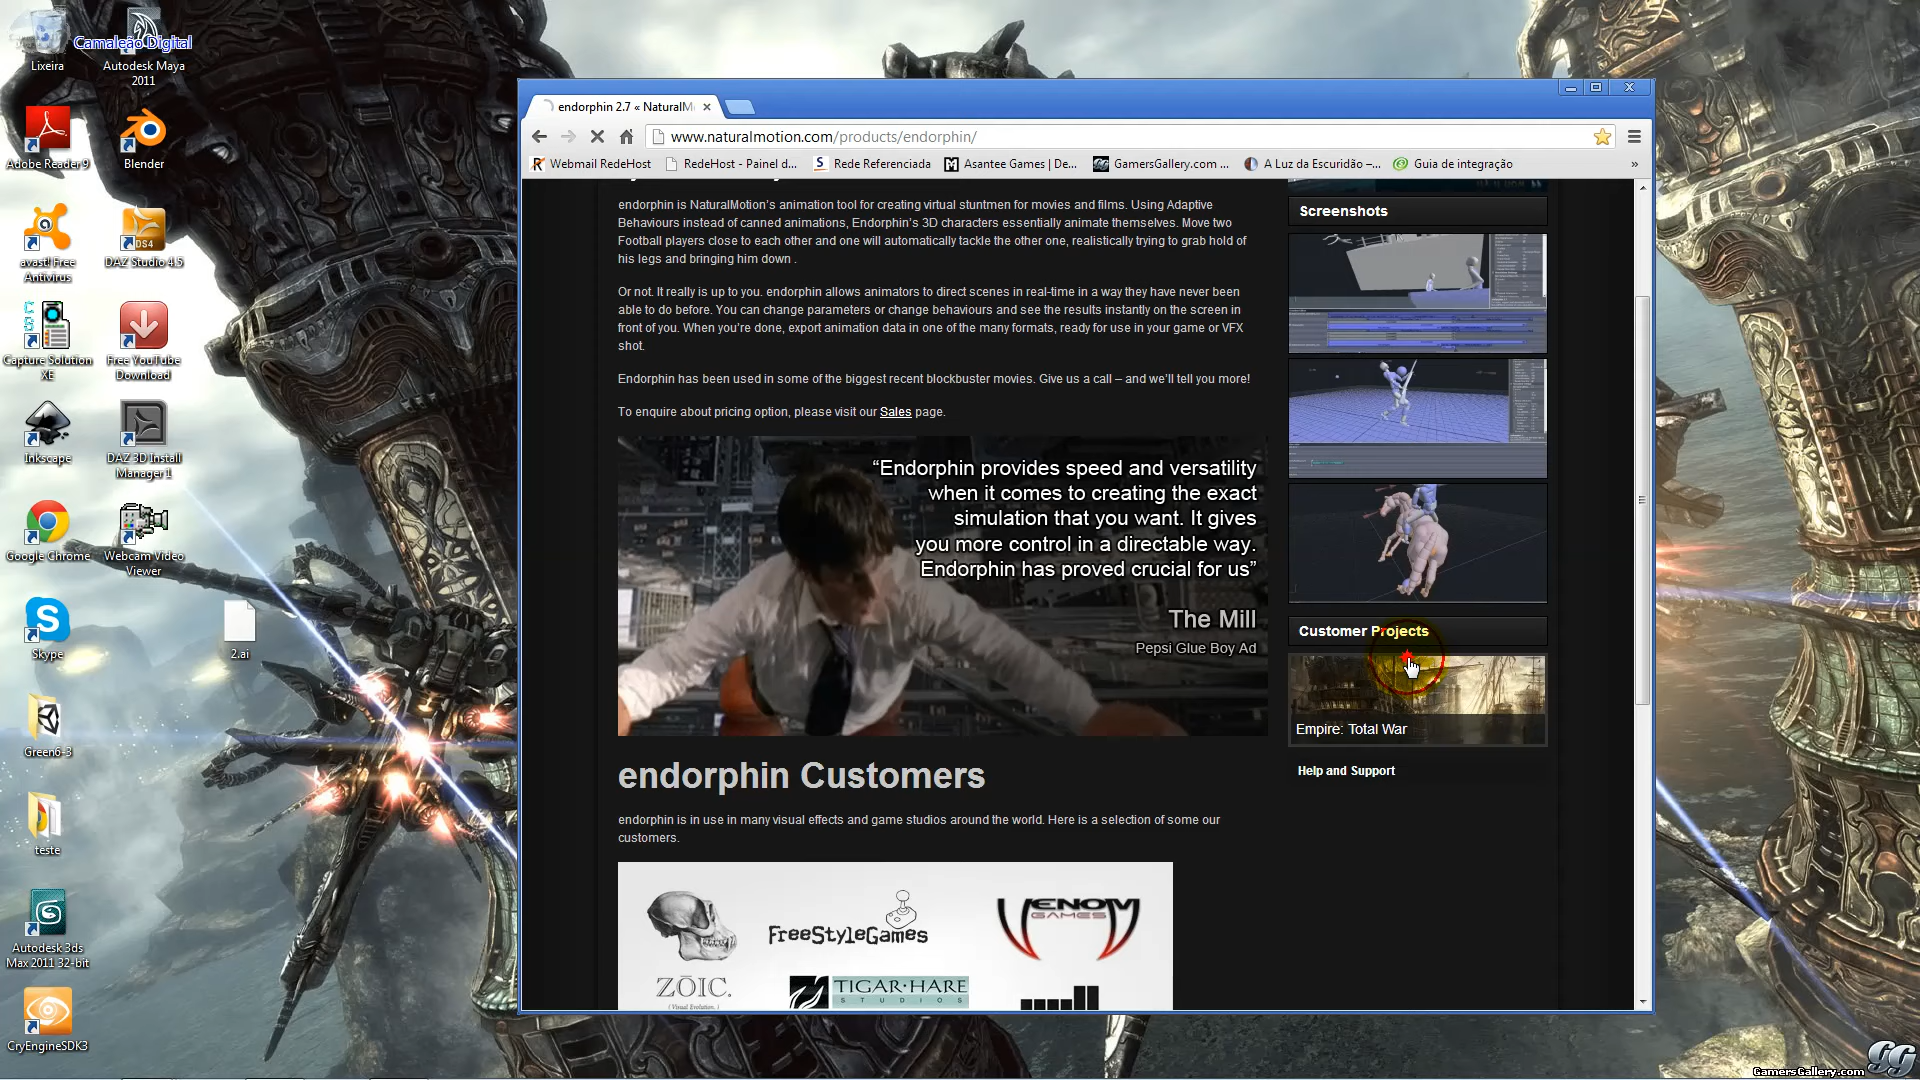 Camaleão Digital
Lixeira
Autodesk Maya
2011
Adobe Reader 9
Blender
avast! Free
Antivirus
DAZ Studio 4.5
DS4
Capture Solution
XE
Free YouTube
Download
Inkscape
DAZ 3D Install
Manager 1
Google Chrome
Webcam Video
Viewer
Skype
2.ai
Green6-3
teste
Autodesk 3ds
Max 2011 32-bit
CryEngineSDK3
endorphin 2.7 « NaturalM
www.naturalmotion.com/products/endorphin/
Webmail RedeHost
RedeHost - Painel d...
Rede Referenciada
Asantee Games | De...
GamersGallery.com ...
A Luz da Escuridão –...
Guia de integração
»
endorphin is NaturalMotion's animation tool for creating virtual stuntmen for movies and films. Using Adaptive
Behaviours instead of canned animations, Endorphin's 3D characters essentially animate themselves. Move two
Football players close to each other and one will automatically tackle the other one, realistically trying to grab hold of
his legs and bringing him down .
Or not. It really is up to you. endorphin allows animators to direct scenes in real-time in a way they have never been
able to do before. You can change parameters or change behaviours and see the results instantly on the screen in
front of you. When you're done, export animation data in one of the many formats, ready for use in your game or VFX
shot.
Endorphin has been used in some of the biggest recent blockbuster movies. Give us a call – and we'll tell you more!
To enquire about pricing option, please visit our Sales page.
“Endorphin provides speed and versatility
when it comes to creating the exact
simulation that you want. It gives
you more control in a directable way.
Endorphin has proved crucial for us”
The Mill
Pepsi Glue Boy Ad
endorphin Customers
endorphin is in use in many visual effects and game studios around the world. Here is a selection of some our
customers.
FreeStyleGames
VENOM
GAMES
ZŌIC.
( Visual Evolution. )
TIGAR·HARE
STUDIOS
Screenshots
Customer Projects
Empire: Total War
Help and Support
GG
GamersGallery.com